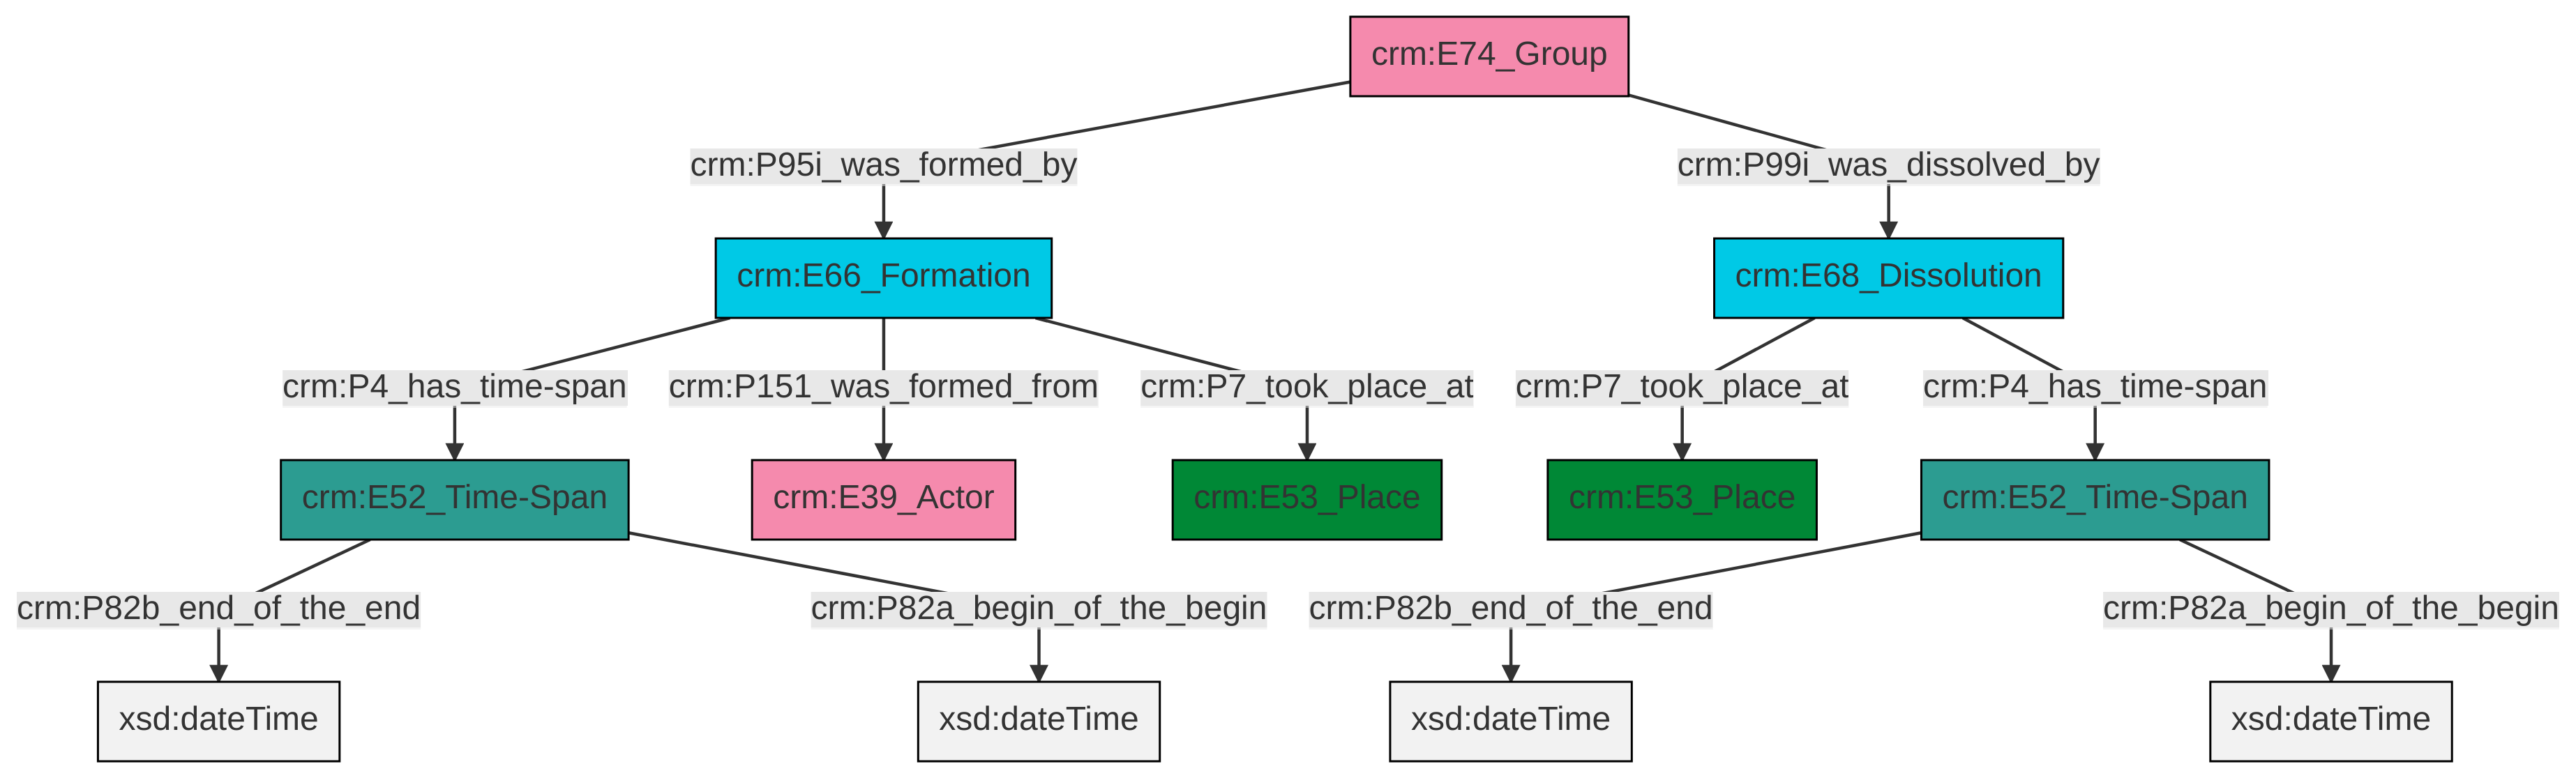 crm:E74_Group
crm:P95i_was_formed_by
crm:P99i_was_dissolved_by
crm:E66_Formation
crm:E68_Dissolution
crm:P4_has_time-span
crm:P151_was_formed_from
crm:P7_took_place_at
crm:P7_took_place_at
crm:P4_has_time-span
crm:E52_Time-Span
crm:E39_Actor
crm:E53_Place
crm:E53_Place
crm:E52_Time-Span
crm:P82b_end_of_the_end
crm:P82a_begin_of_the_begin
crm:P82b_end_of_the_end
crm:P82a_begin_of_the_begin
xsd:dateTime
xsd:dateTime
xsd:dateTime
xsd:dateTime